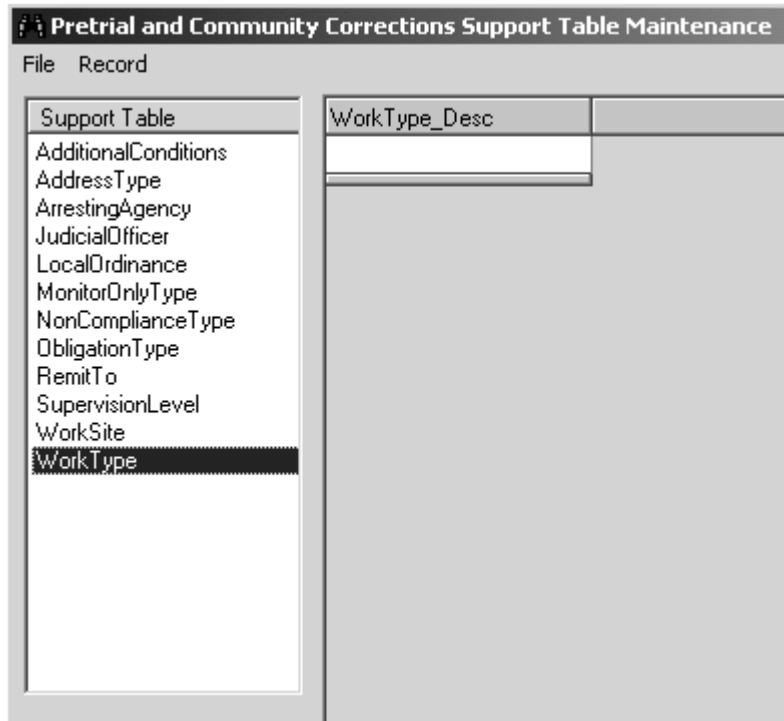 Pretrial and Community Corrections Support Table Maintenance
File Record
Support Table
AdditionalConditions
AddressType
ArrestingAgency
JudicialOfficer
LocalOrdinance
MonitorOnlyType
NonComplianceType
ObligationType
RemitTo
SupervisionLevel
WorkSite
WorkType
WorkType_Desc